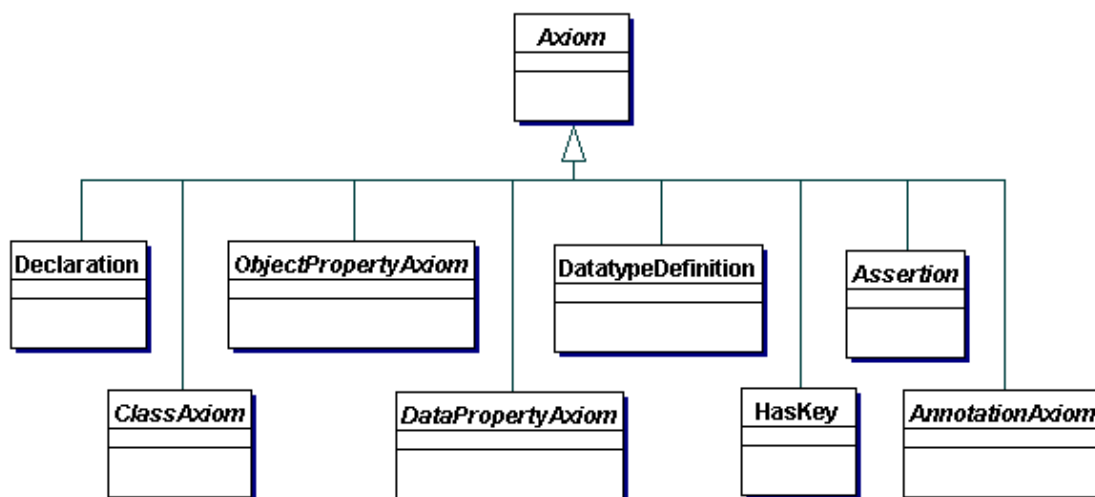 Axiom
Declaration
ObjectPropertyAxiom
DatatypeDefinition
Assertion
ClassAxiom
DataPropertyAxiom
HasKey
AnnotationAxiom